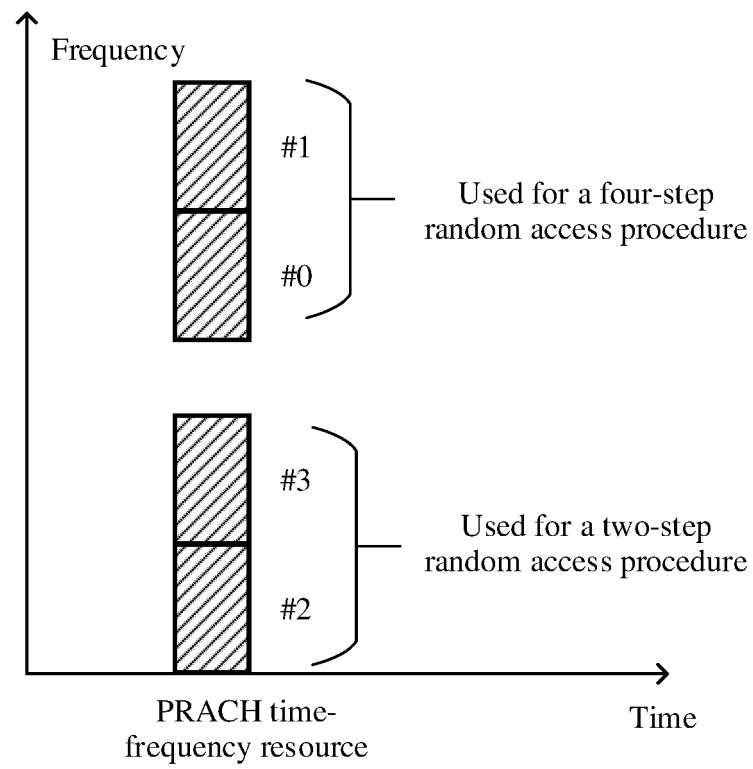 Frequency
#1
Used for a four-step
random access procedure
#0
#3
Used for a two-step
random access procedure
#2
PRACH time-
frequency resource
Time